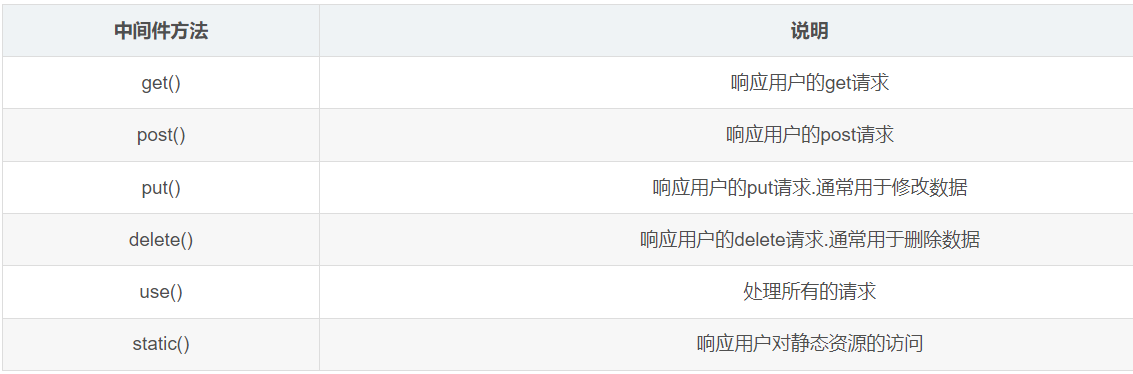 中间件方法 说明
get() 响应用户的get请求
post() 响应用户的post请求
put() 响应用户的put请求.通常用于修改数据
delete() 响应用户的delete请求.通常用于删除数据
use() 处理所有的请求
static() 响应用户对静态资源的访问